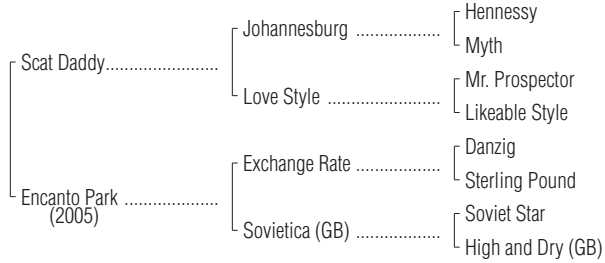 Hennessy
Johannesburg ..................
Myth
Scat Daddy........................
Mr. Prospector
Love Style ........................
Likeable Style
Danzig
Exchange Rate ..................
Sterling Pound
Encanto Park ....................
(2005)
Soviet Star
Sovietica (GB) ..................
High and Dry (GB)